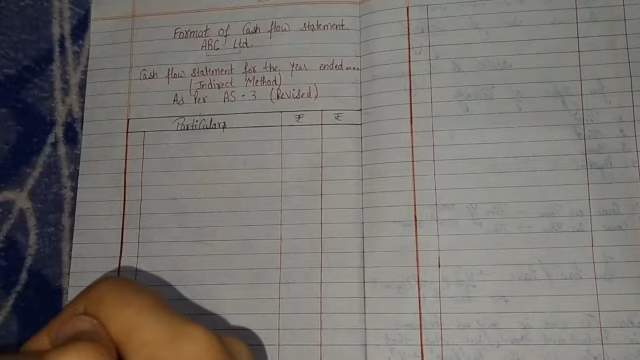 Format of Cash flow statement.
ABC Ltd.
Cash flow statement for the year ended....
(Indirect Method)
As Per AS - 3 (Revised)
Particulars ₹ ₹